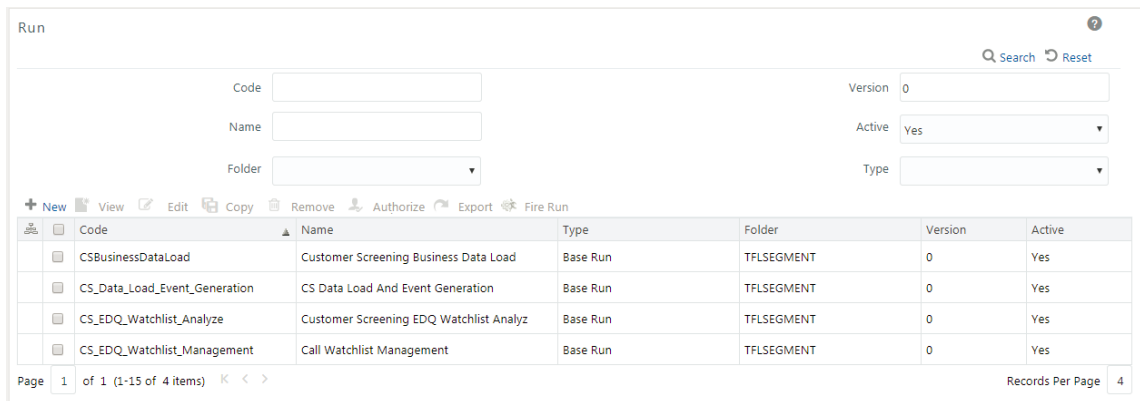 Run
?
Search Reset
Code
Version 0
Name
Active Yes
Folder
Type
New View Edit Copy Remove Authorize Export Fire Run
Code Name Type Folder Version Active
CSBusinessDataLoad Customer Screening Business Data Load Base Run TFLSEGMENT 0 Yes
CS_Data_Load_Event_Generation CS Data Load And Event Generation Base Run TFLSEGMENT 0 Yes
CS_EDQ_Watchlist_Analyze Customer Screening EDQ Watchlist Analyz Base Run TFLSEGMENT 0 Yes
CS_EDQ_Watchlist_Management Call Watchlist Management Base Run TFLSEGMENT 0 Yes
Page 1 of 1 (1-15 of 4 items) Records Per Page 4